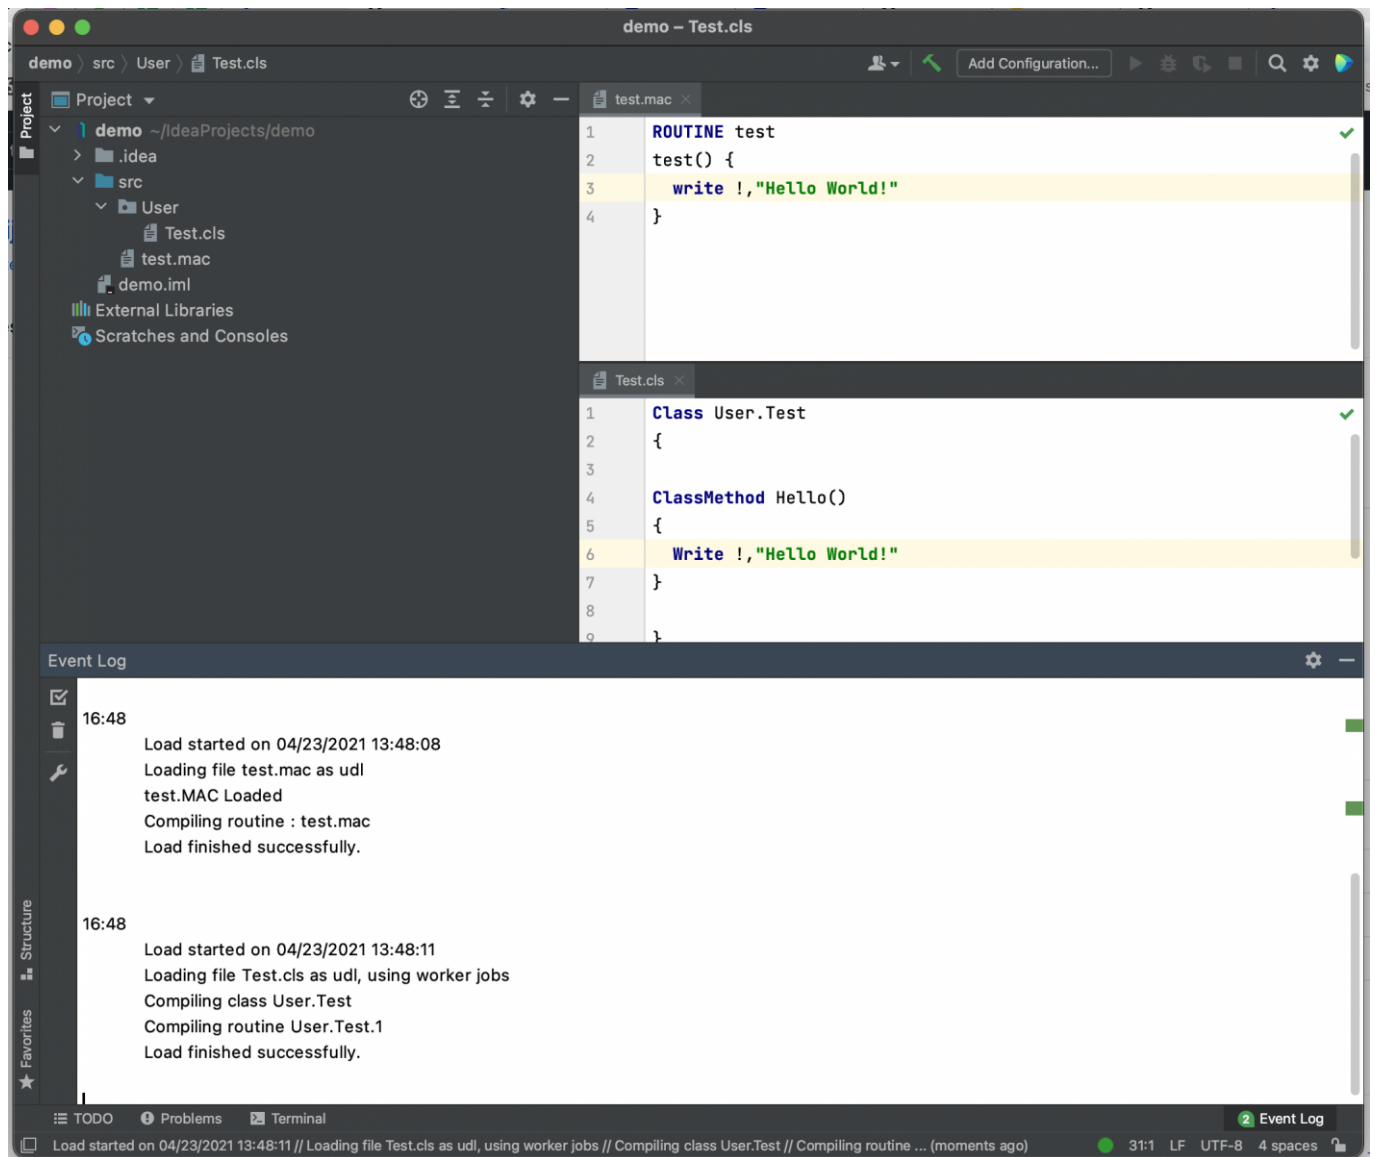 demo – Test.cls
demo src User Test.cls
Add Configuration...
Project
Project
demo ~/IdeaProjects/demo
.idea
src
User
Test.cls
test.mac
demo.iml
External Libraries
Scratches and Consoles
test.mac
1 ROUTINE test
2 test() {
3 write !,"Hello World!"
4 }
Test.cls
1 Class User.Test
2 {
3
4 ClassMethod Hello()
5 {
6 Write !,"Hello World!"
7 }
8
9 }
Event Log
16:48
Load started on 04/23/2021 13:48:08
Loading file test.mac as udl
test.MAC Loaded
Compiling routine : test.mac
Load finished successfully.
16:48
Load started on 04/23/2021 13:48:11
Loading file Test.cls as udl, using worker jobs
Compiling class User.Test
Compiling routine User.Test.1
Load finished successfully.
Structure
Favorites
TODO Problems Terminal 2 Event Log
Load started on 04/23/2021 13:48:11 // Loading file Test.cls as udl, using worker jobs // Compiling class User.Test // Compiling routine ... (moments ago) 31:1 LF UTF-8 4 spaces